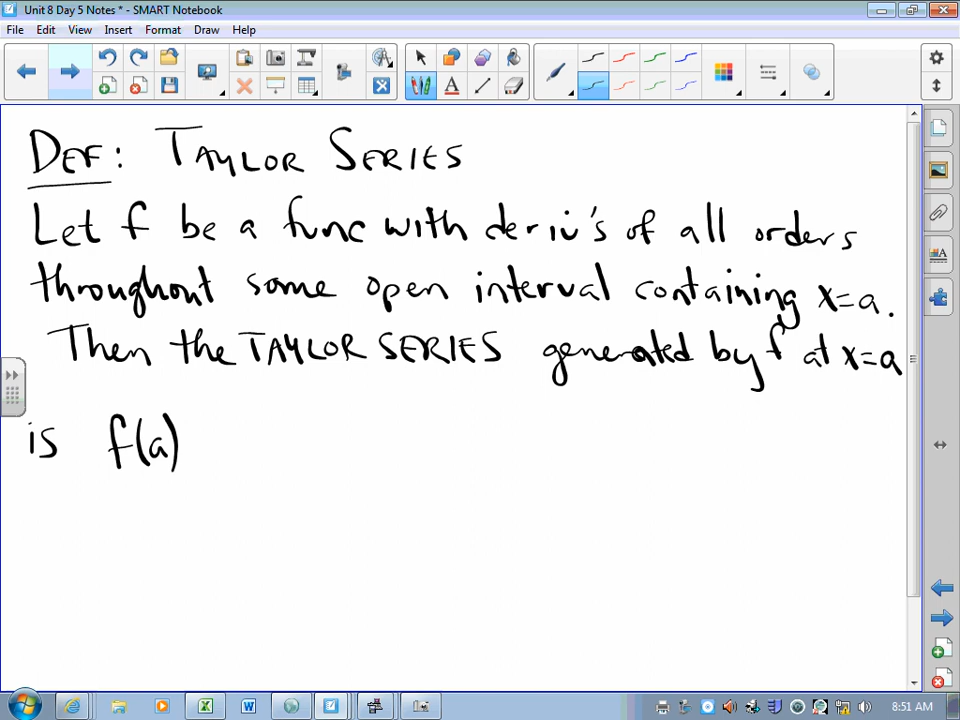 Unit 8 Day 5 Notes * - SMART Notebook
File Edit View Insert Format Draw Help
DEF: TAYLOR SERIES
Let f be a func with deriv's of all orders
throughout some open interval containing x=a.
Then the TAYLOR SERIES generated by f at x=a
is f(a)
8:51 AM